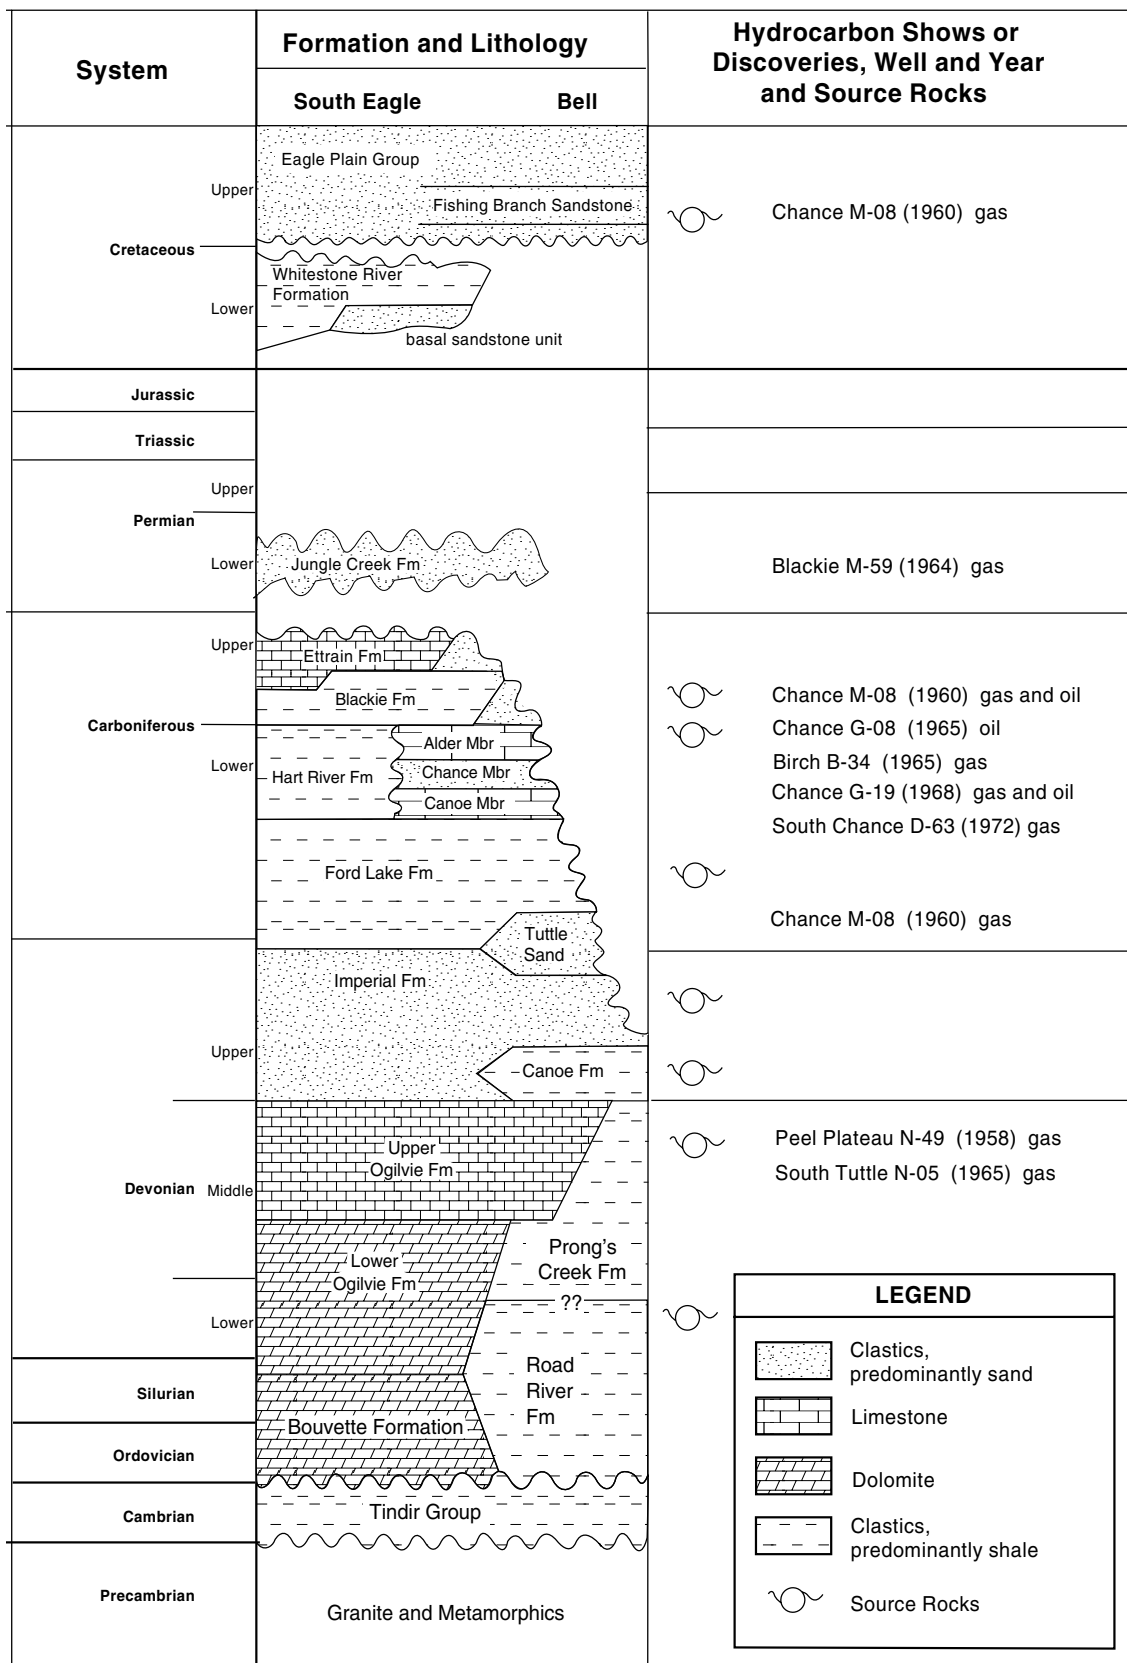 System
Formation and Lithology
South Eagle
Bell
Hydrocarbon Shows or
Discoveries, Well and Year
and Source Rocks
Cretaceous
Upper
Lower
Eagle Plain Group
Fishing Branch Sandstone
Whitestone River
Formation
basal sandstone unit
Chance M-08 (1960) gas
Jurassic
Triassic
Permian
Upper
Lower
Jungle Creek Fm
Blackie M-59 (1964) gas
Carboniferous
Upper
Lower
Ettrain Fm
Blackie Fm
Hart River Fm
Alder Mbr
Chance Mbr
Canoe Mbr
Ford Lake Fm
Tuttle
Sand
Chance M-08 (1960) gas and oil
Chance G-08 (1965) oil
Birch B-34 (1965) gas
Chance G-19 (1968) gas and oil
South Chance D-63 (1972) gas
Chance M-08 (1960) gas
Devonian
Upper
Middle
Lower
Imperial Fm
Canoe Fm
Upper
Ogilvie Fm
Lower
Ogilvie Fm
Prong's
Creek Fm
??
Road
River
Fm
Peel Plateau N-49 (1958) gas
South Tuttle N-05 (1965) gas
Silurian
Ordovician
Bouvette Formation
Cambrian
Tindir Group
Precambrian
Granite and Metamorphics
LEGEND
Clastics,
predominantly sand
Limestone
Dolomite
Clastics,
predominantly shale
Source Rocks